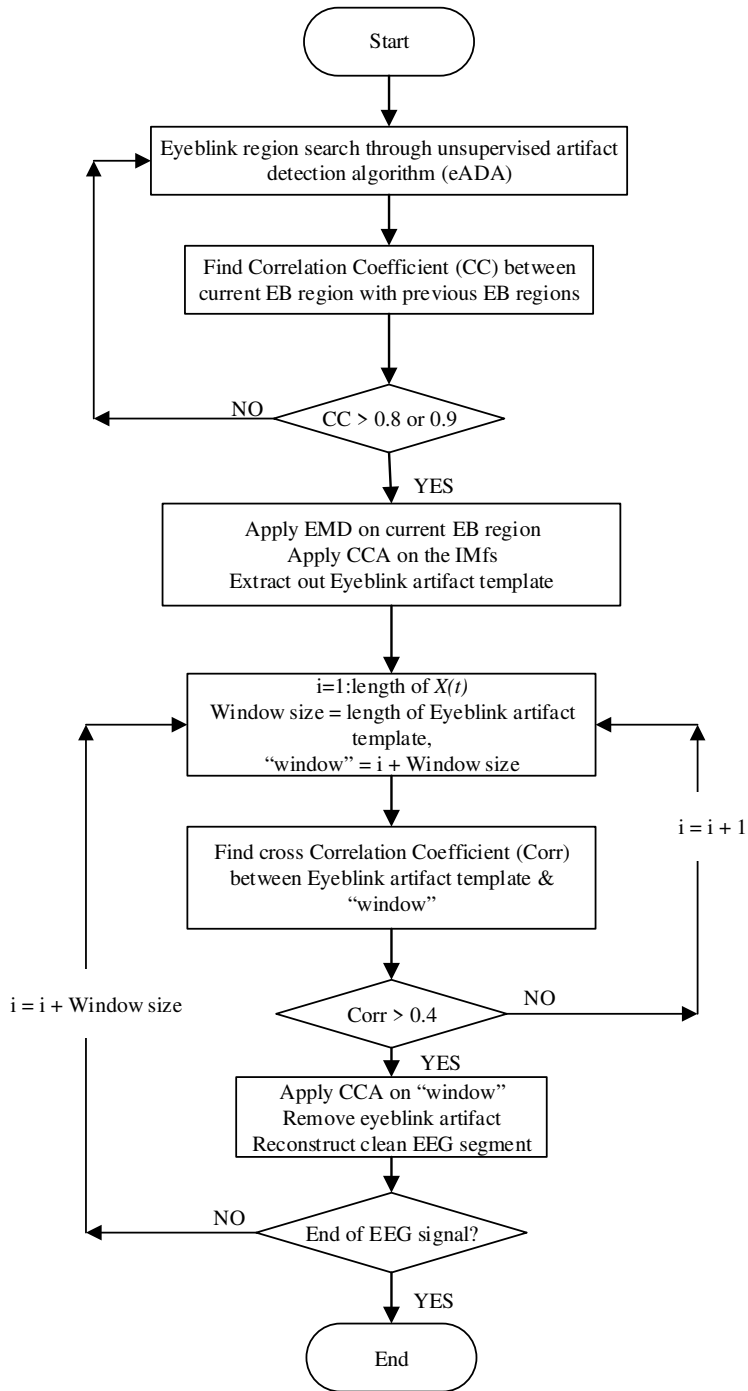 Start
Eyeblink region search through unsupervised artifact
detection algorithm (eADA)
Find Correlation Coefficient (CC) between
current EB region with previous EB regions
NO
CC > 0.8 or 0.9
YES
Apply EMD on current EB region
Apply CCA on the IMfs
Extract out Eyeblink artifact template
i=1:length of X(t)
Window size = length of Eyeblink artifact
template,
“window” = i + Window size
i = i + 1
Find cross Correlation Coefficient (Corr)
between Eyeblink artifact template &
“window”
i = i + Window size
Corr > 0.4
NO
YES
Apply CCA on “window”
Remove eyeblink artifact
Reconstruct clean EEG segment
NO
End of EEG signal?
YES
End